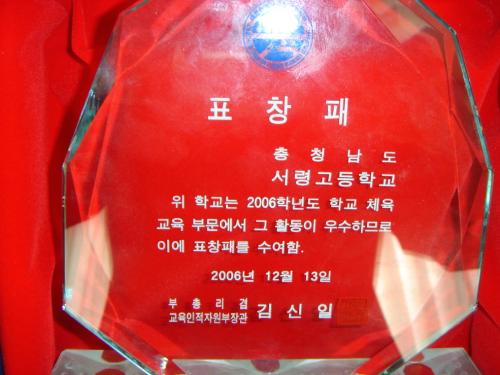 표 창 패
충 청 남 도
서령고등학교
위 학교는 2006학년도 학교 체육
교육 부문에서 그 활동이 우수하므로
이에 표창패를 수여함.
2006년 12월 13일
부 총 리 겸
교육인적자원부장관 김 신 일